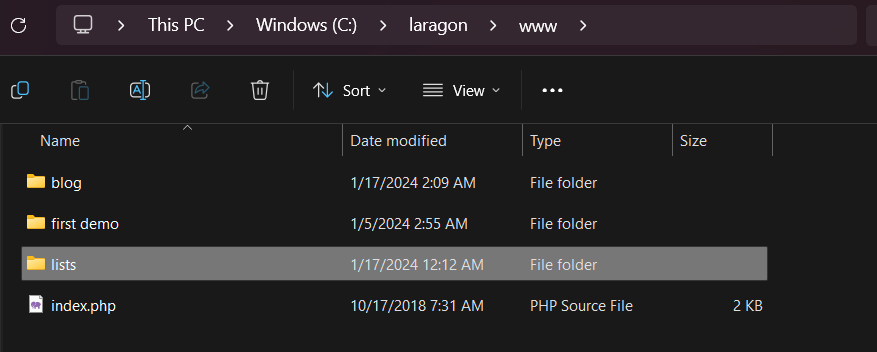 This PC > Windows (C:) > laragon > www >
Sort View
Name Date modified Type Size
blog 1/17/2024 2:09 AM File folder
first demo 1/5/2024 2:55 AM File folder
lists 1/17/2024 12:12 AM File folder
index.php 10/17/2018 7:31 AM PHP Source File 2 KB